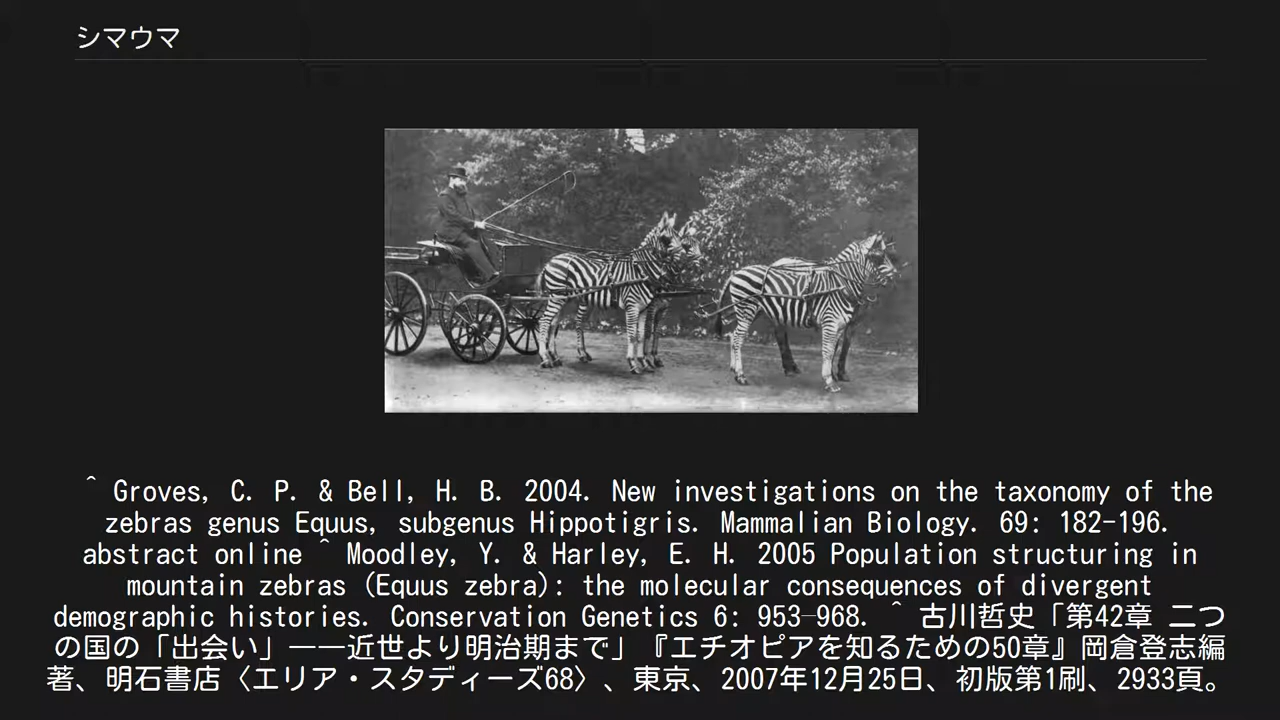 シマウマ
^ Groves, C. P. & Bell, H. B. 2004. New investigations on the taxonomy of the
zebras genus Equus, subgenus Hippotigris. Mammalian Biology. 69: 182-196.
abstract online ^ Moodley, Y. & Harley, E. H. 2005 Population structuring in
mountain zebras (Equus zebra): the molecular consequences of divergent
demographic histories. Conservation Genetics 6: 953–968. ^ 古川哲史「第42章 二つ
の国の「出会い」――近世より明治期まで」『エチオピアを知るための50章』岡倉登志編
著、明石書店〈エリア・スタディーズ68〉、東京、2007年12月25日、初版第1刷、2933頁。